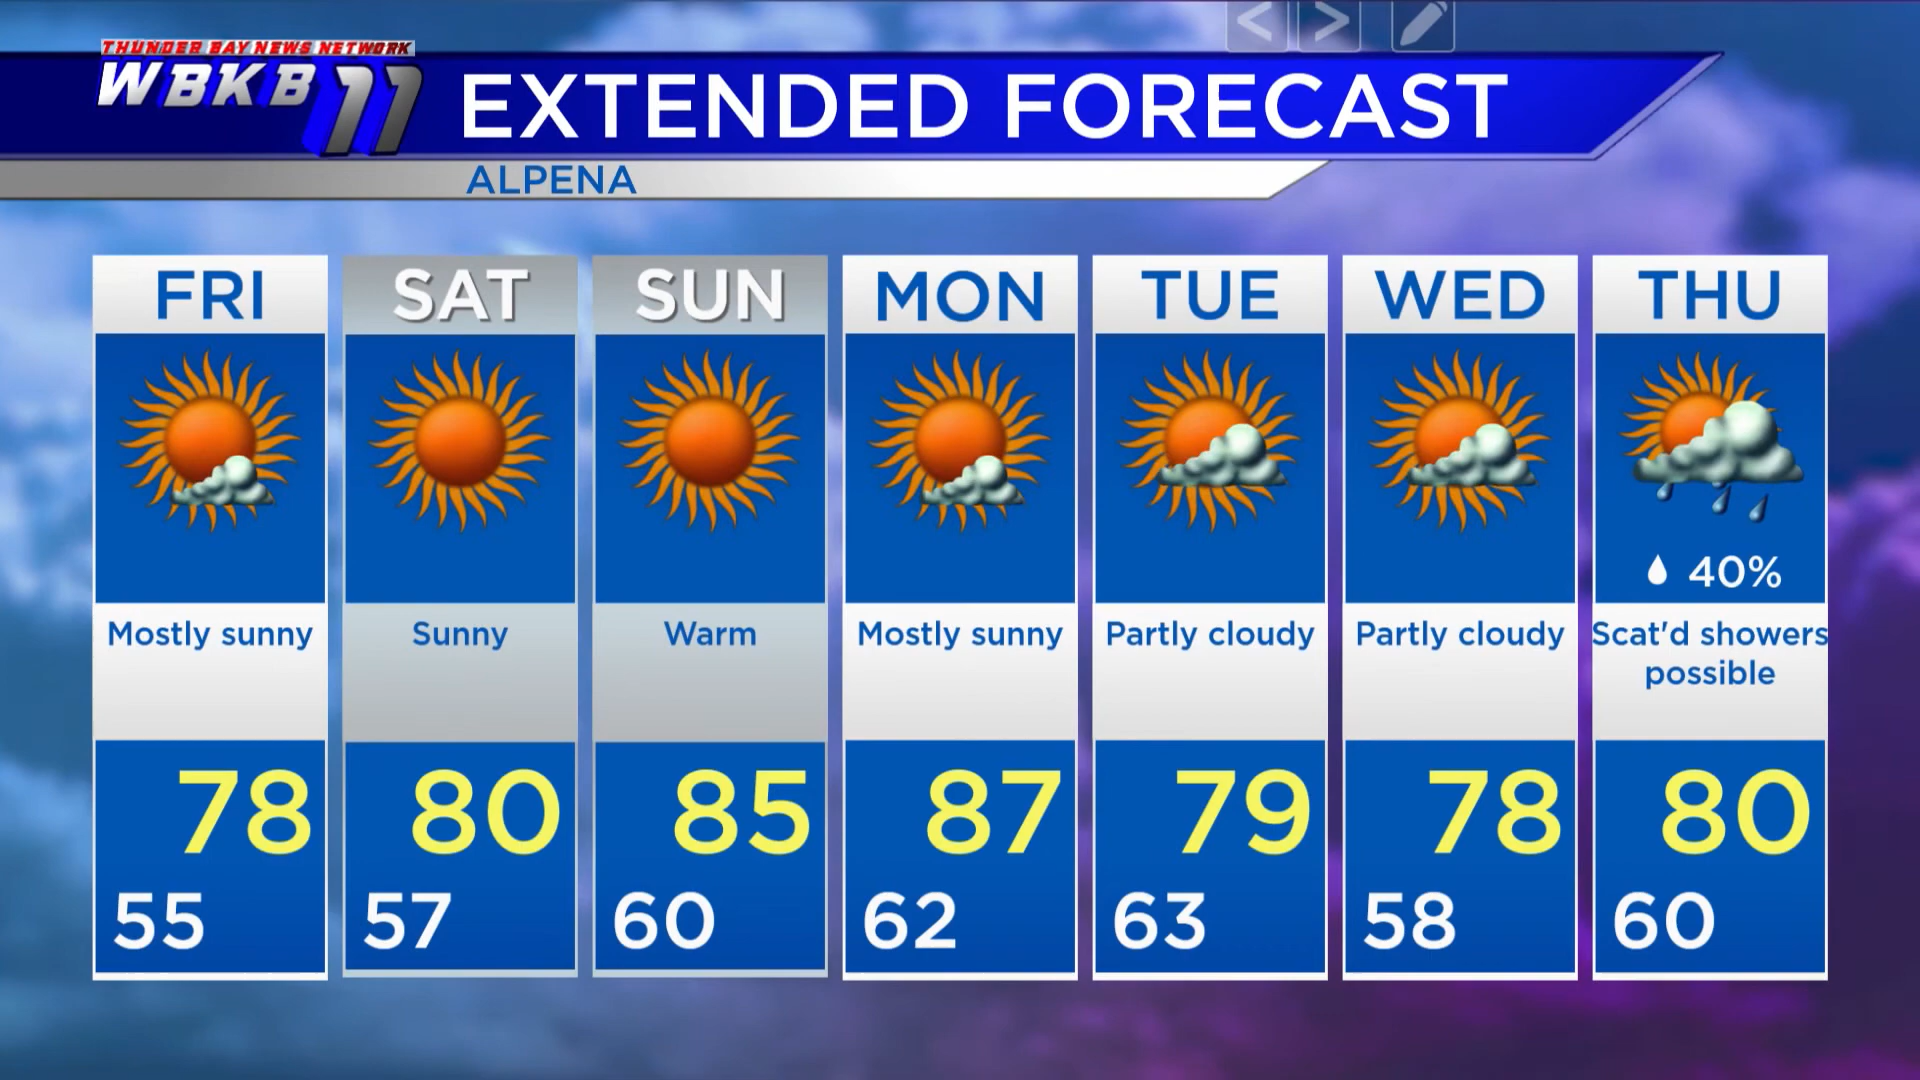 THUNDER BAY NEWS NETWORK
WBKB 11
EXTENDED FORECAST
ALPENA
FRI
SAT
SUN
MON
TUE
WED
THU
40%
Mostly sunny
Sunny
Warm
Mostly sunny
Partly cloudy
Partly cloudy
Scat'd showers
possible
78
80
85
87
79
78
80
55
57
60
62
63
58
60